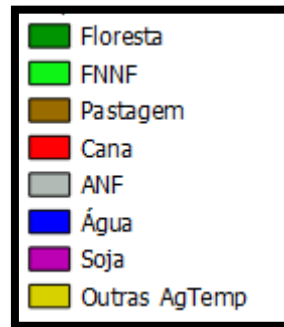 Floresta
FNNF
Pastagem
Cana
ANF
Água
Soja
Outras AgTemp